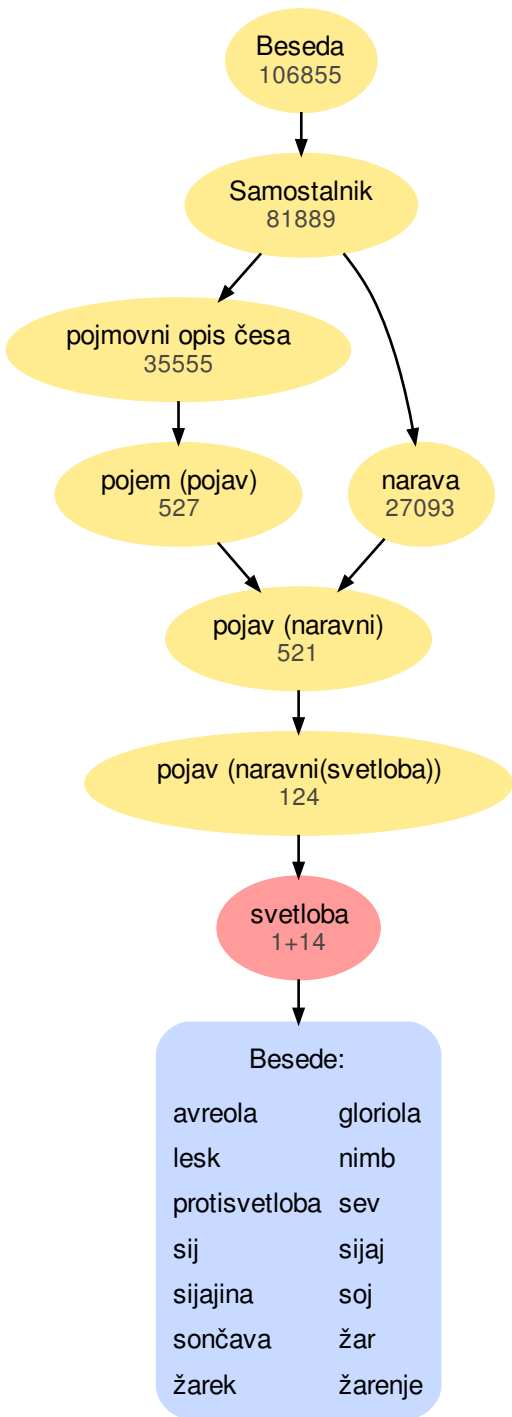 Beseda
106855
Samostalnik
81889
pojmovni opis česa
35555
pojem (pojav)
527
narava
27093
pojav (naravni)
521
pojav (naravni(svetloba))
124
svetloba
1+14
Besede:
avreola gloriola
lesk nimb
protisvetloba sev
sij sijaj
sijajina soj
sončava žar
žarek žarenje